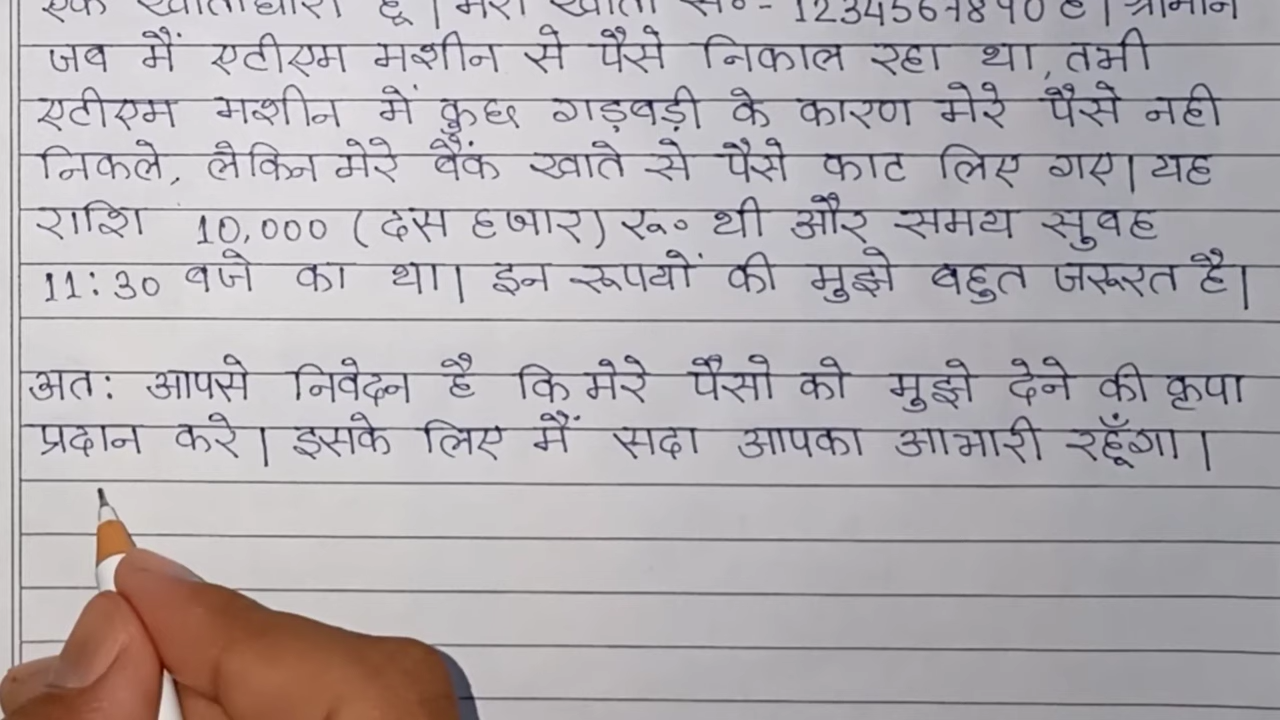 एक खाताधारी हूँ। मेरा खाता सं०- 1234567890 है। श्रीमान
जब मैं एटीएम मशीन से पैसे निकाल रहा था, तभी
एटीएम मशीन में कुछ गड़बड़ी के कारण मेरे पैसे नही
निकले, लेकिन मेरे बैंक खाते से पैसे काट लिए गए। यह
राशि 10,000 (दस हजार) रू० थी और समय सुबह
11:30 बजे का था। इन रूपयों की मुझे बहुत जरूरत है।
अत: आपसे निवेदन है कि मेरे पैसो को मुझे देने की कृपा
प्रदान करे। इसके लिए मैं सदा आपका आभारी रहूँगा।